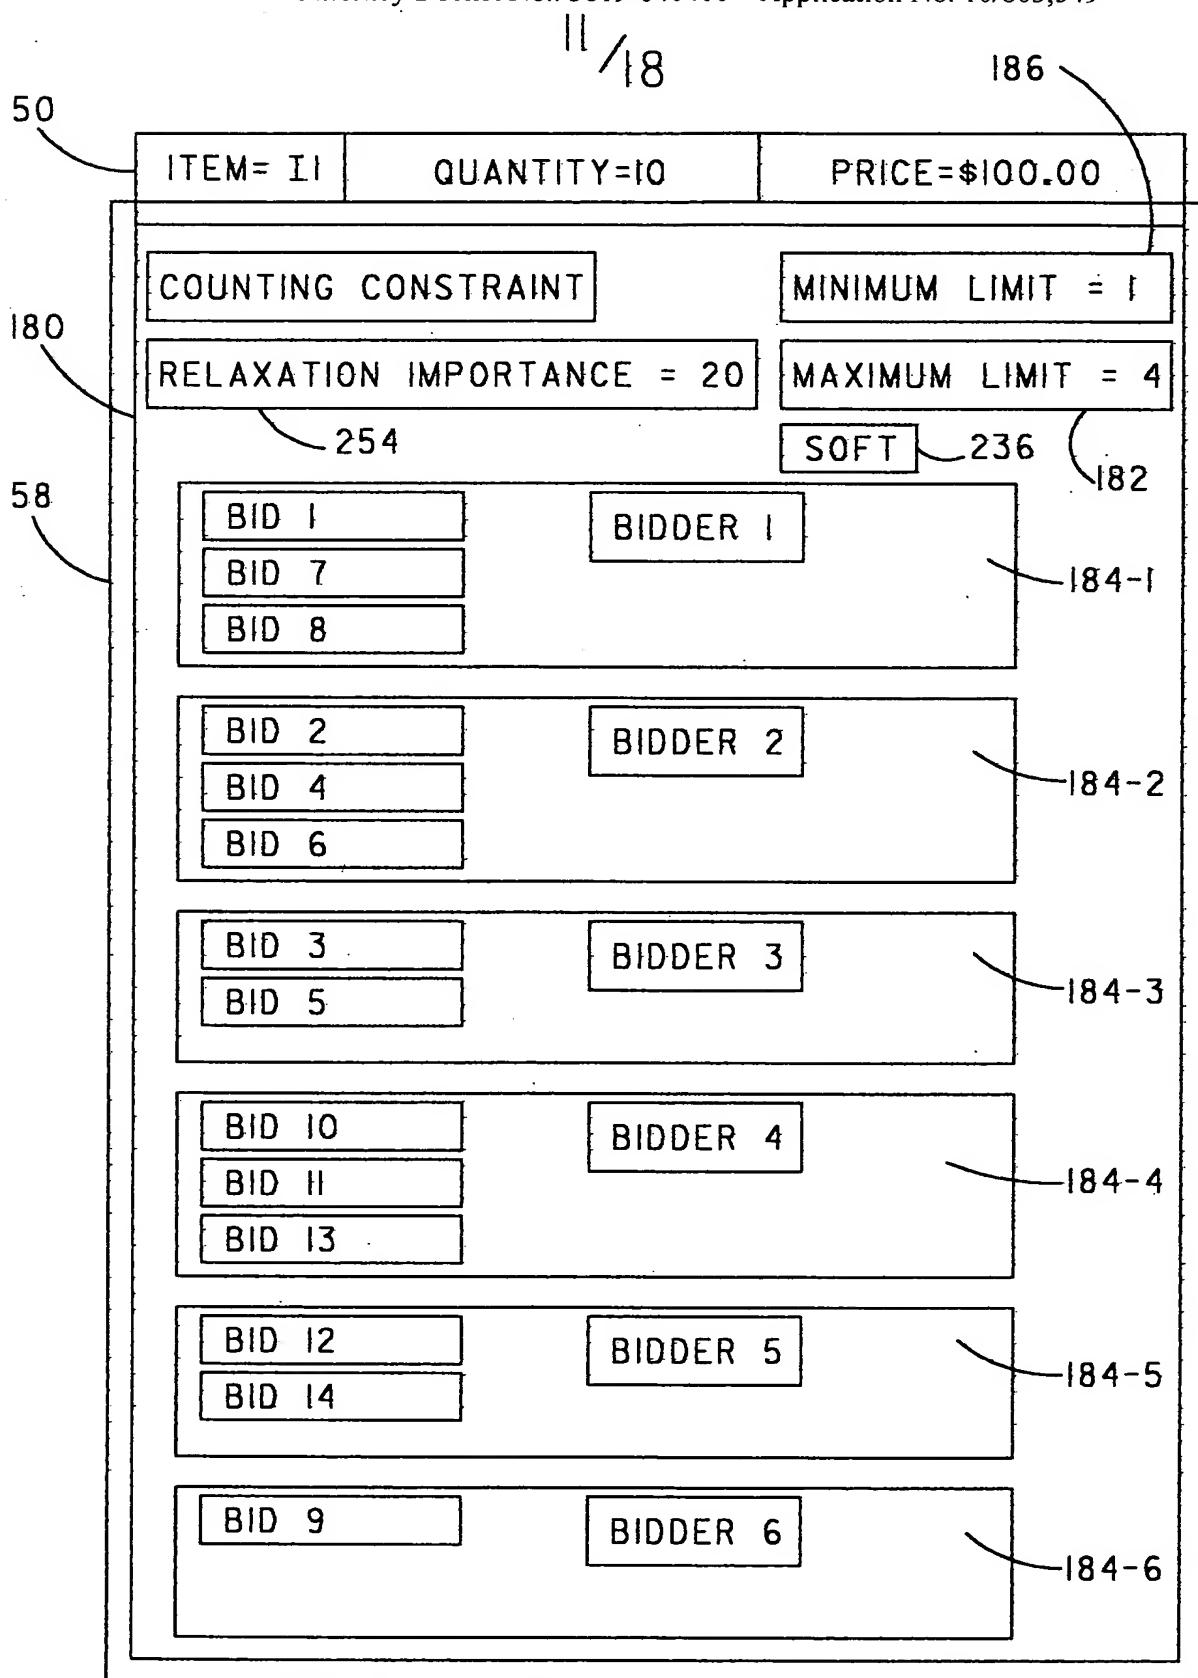 11/18
186
50
ITEM= I1 QUANTITY=10 PRICE=$100.00
COUNTING CONSTRAINT MINIMUM LIMIT = 1
180
RELAXATION IMPORTANCE = 20 MAXIMUM LIMIT = 4
254 SOFT 236
182
58
BID 1 BIDDER 1
BID 7 184-1
BID 8
BID 2 BIDDER 2
BID 4 184-2
BID 6
BID 3 BIDDER 3
BID 5 184-3
BID 10 BIDDER 4
BID 11 184-4
BID 13
BID 12 BIDDER 5
BID 14 184-5
BID 9 BIDDER 6
184-6